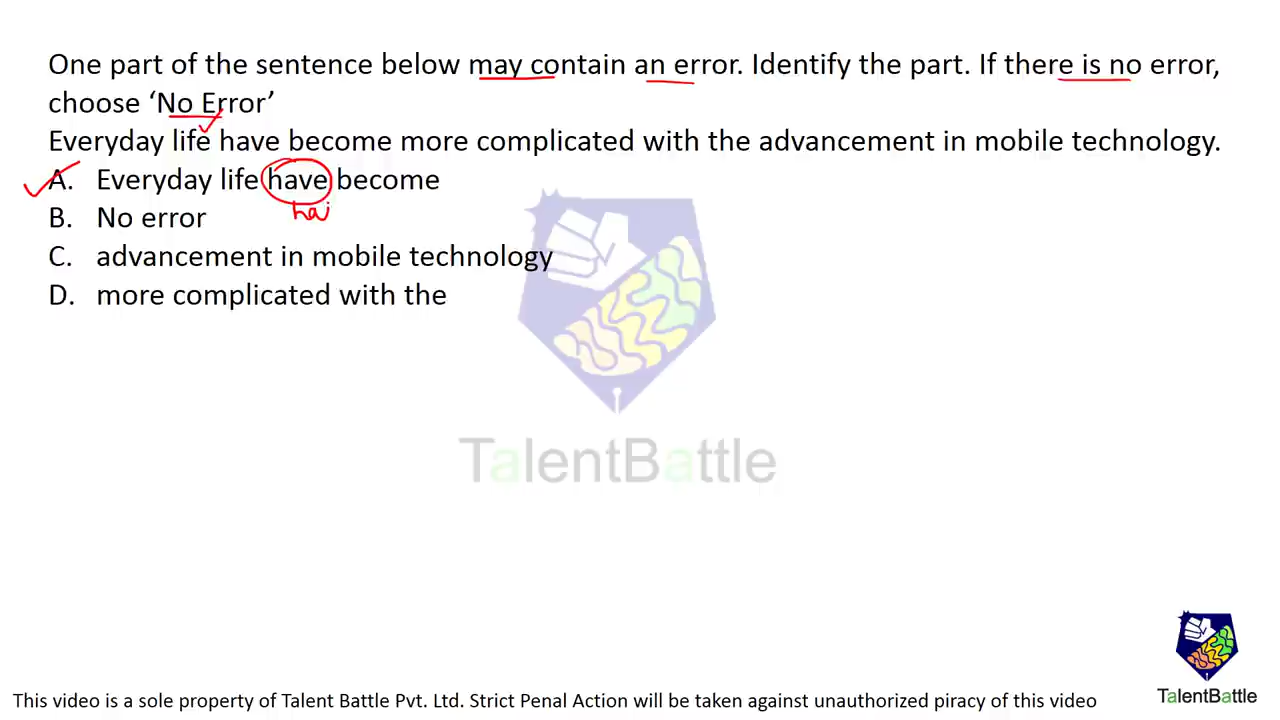 One part of the sentence below may contain an error. Identify the part. If there is no error,
choose ‘No Error’
Everyday life have become more complicated with the advancement in mobile technology.
A. Everyday life have become
hai
B. No error
C. advancement in mobile technology
D. more complicated with the
TalentBattle
TalentBattle
This video is a sole property of Talent Battle Pvt. Ltd. Strict Penal Action will be taken against unauthorized piracy of this video